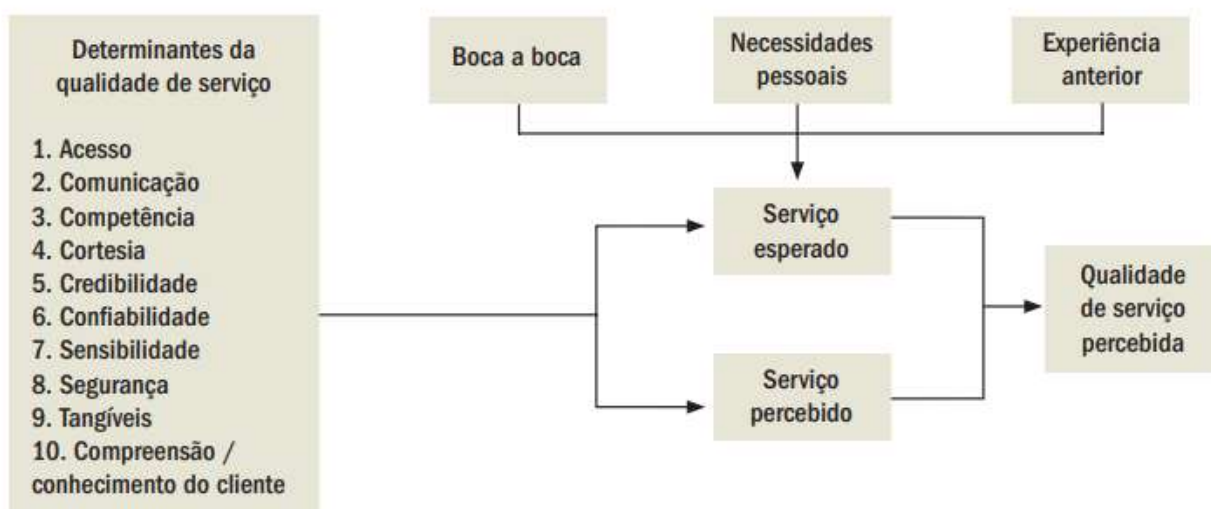 Determinantes da
qualidade de serviço
1. Acesso
2. Comunicação
3. Competência
4. Cortesia
5. Credibilidade
6. Confiabilidade
7. Sensibilidade
8. Segurança
9. Tangíveis
10. Compreensão /
conhecimento do cliente
Boca a boca
Necessidades
pessoais
Experiência
anterior
Serviço
esperado
Serviço
percebido
Qualidade
de serviço
percebida